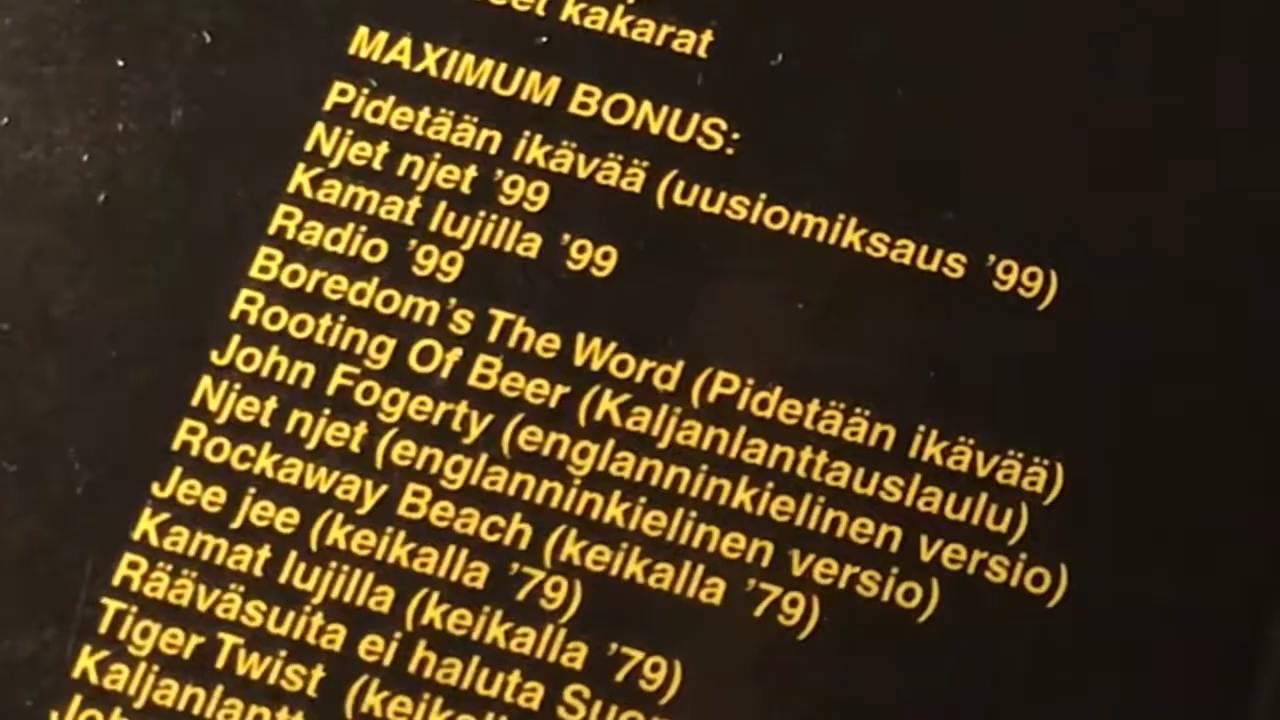 kakarat
MAXIMUM BONUS:
Pidetään ikävää (uusiomiksaus ’99)
Njet njet ’99
Kamat lujilla ’99
Radio ’99
Boredom’s The Word (Pidetään ikävää)
Rooting Of Beer (Kaljanlanttauslaulu)
John Fogerty (englanninkielinen versio)
Njet njet (englanninkielinen versio)
Rockaway Beach (keikalla ’79)
Jee jee (keikalla ’79)
Kamat lujilla (keikalla ’79)
Rääväsuita ei haluta
Tiger Twist